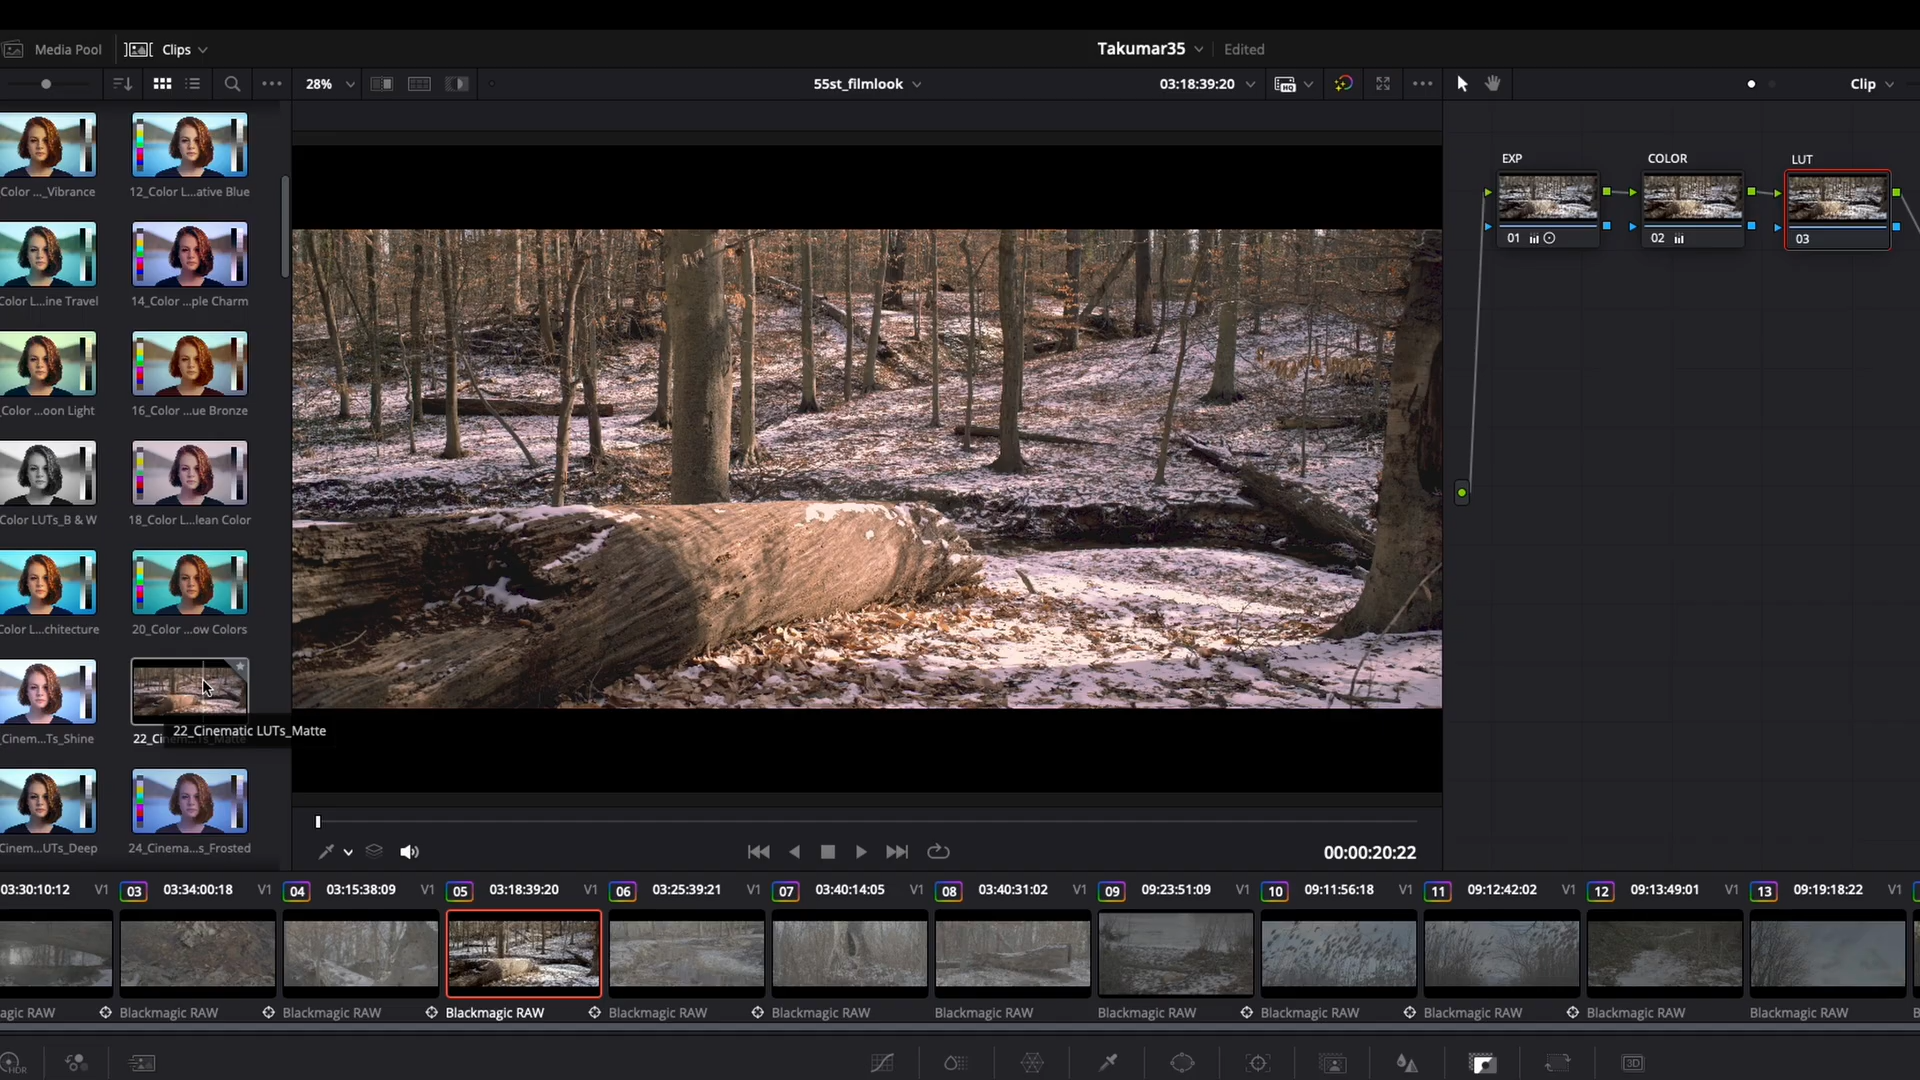 Media Pool
Clips
Takumar35
Edited
28%
55st_filmlook
03:18:39:20
HQ
Clip
Color ..._Vibrance
12_Color L...ative Blue
Color L...ine Travel
14_Color ...ple Charm
Color ...oon Light
16_Color ...ue Bronze
Color LUTs_B & W
18_Color L...lean Color
Color L...chitecture
20_Color ...ow Colors
Cinem...Ts_Shine
22_Cinem...Ts_Matte
22_Cinematic LUTs_Matte
Cinem...UTs_Deep
24_Cinema...s_Frosted
EXP
COLOR
LUT
01
02
03
00:00:20:22
03:30:10:12 V1
03 03:34:00:18 V1
04 03:15:38:09 V1
05 03:18:39:20 V1
06 03:25:39:21 V1
07 03:40:14:05 V1
08 03:40:31:02 V1
09 09:23:51:09 V1
10 09:11:56:18 V1
11 09:12:42:02 V1
12 09:13:49:01 V1
13 09:19:18:22 V1
agic RAW
Blackmagic RAW
Blackmagic RAW
Blackmagic RAW
Blackmagic RAW
Blackmagic RAW
Blackmagic RAW
Blackmagic RAW
Blackmagic RAW
Blackmagic RAW
Blackmagic RAW
Blackmagic RAW
B
HDR
3D